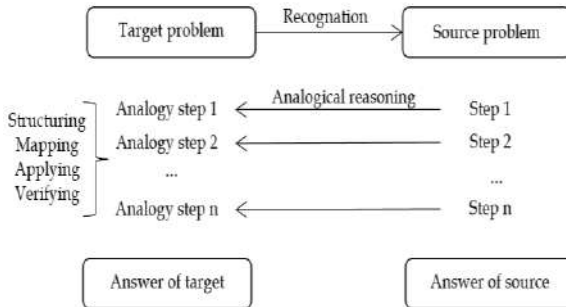 Recognation
Target problem
Source problem
Analogical reasoning
Structuring
Mapping
Applying
Verifying
Analogy step 1
Step 1
Analogy step 2
Step 2
...
...
Analogy step n
Step n
Answer of target
Answer of source